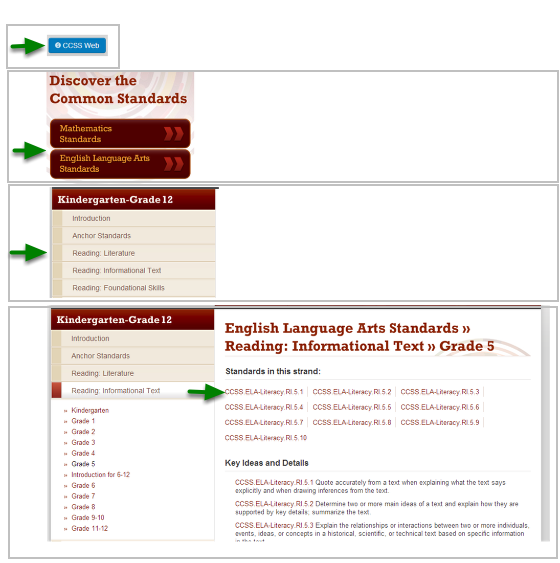 CCSS Web
Discover the
Common Standards
Mathematics
Standards
English Language Arts
Standards
Kindergarten-Grade 12
Introduction
Anchor Standards
Reading: Literature
Reading: Informational Text
Reading: Foundational Skills
Kindergarten-Grade 12
Introduction
Anchor Standards
Reading: Literature
Reading: Informational Text
» Kindergarten
» Grade 1
» Grade 2
» Grade 3
» Grade 4
» Grade 5
» Introduction for 6-12
» Grade 6
» Grade 7
» Grade 8
» Grade 9-10
» Grade 11-12
English Language Arts Standards »
Reading: Informational Text » Grade 5
Standards in this strand:
CCSS.ELA-Literacy.RI.5.1 CCSS.ELA-Literacy.RI.5.2 CCSS.ELA-Literacy.RI.5.3
CCSS.ELA-Literacy.RI.5.4 CCSS.ELA-Literacy.RI.5.5 CCSS.ELA-Literacy.RI.5.6
CCSS.ELA-Literacy.RI.5.7 CCSS.ELA-Literacy.RI.5.8 CCSS.ELA-Literacy.RI.5.9
CCSS.ELA-Literacy.RI.5.10
Key Ideas and Details
CCSS.ELA-Literacy.RI.5.1 Quote accurately from a text when explaining what the text says
explicitly and when drawing inferences from the text.
CCSS.ELA-Literacy.RI.5.2 Determine two or more main ideas of a text and explain how they are
supported by key details; summarize the text.
CCSS.ELA-Literacy.RI.5.3 Explain the relationships or interactions between two or more individuals,
events, ideas, or concepts in a historical, scientific, or technical text based on specific information